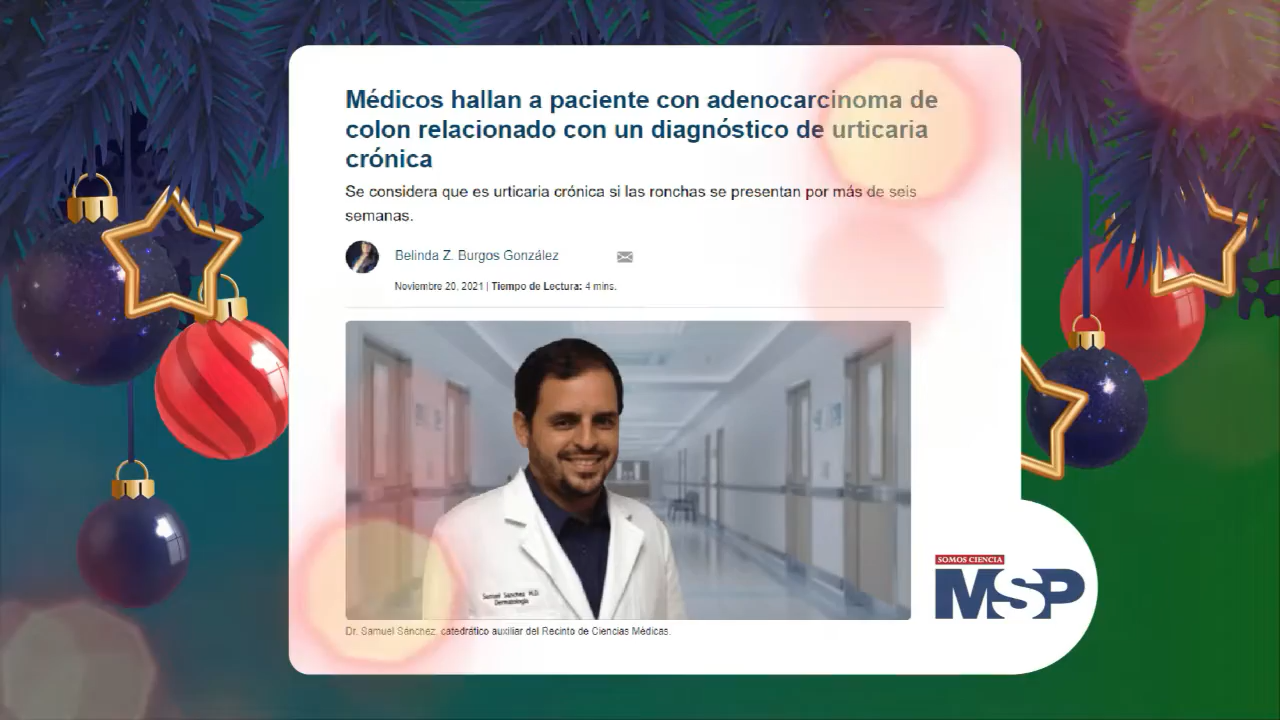 Médicos hallan a paciente con adenocarcinoma de
colon relacionado con un diagnóstico de urticaria
crónica
Se considera que es urticaria crónica si las ronchas se presentan por más de seis
semanas.
Belinda Z. Burgos González
Noviembre 20, 2021 | Tiempo de Lectura: 4 mins.
Samuel Sánchez M.D.
Dermatología
Dr. Samuel Sánchez, catedrático auxiliar del Recinto de Ciencias Médicas.
SOMOS CIENCIA
MSP